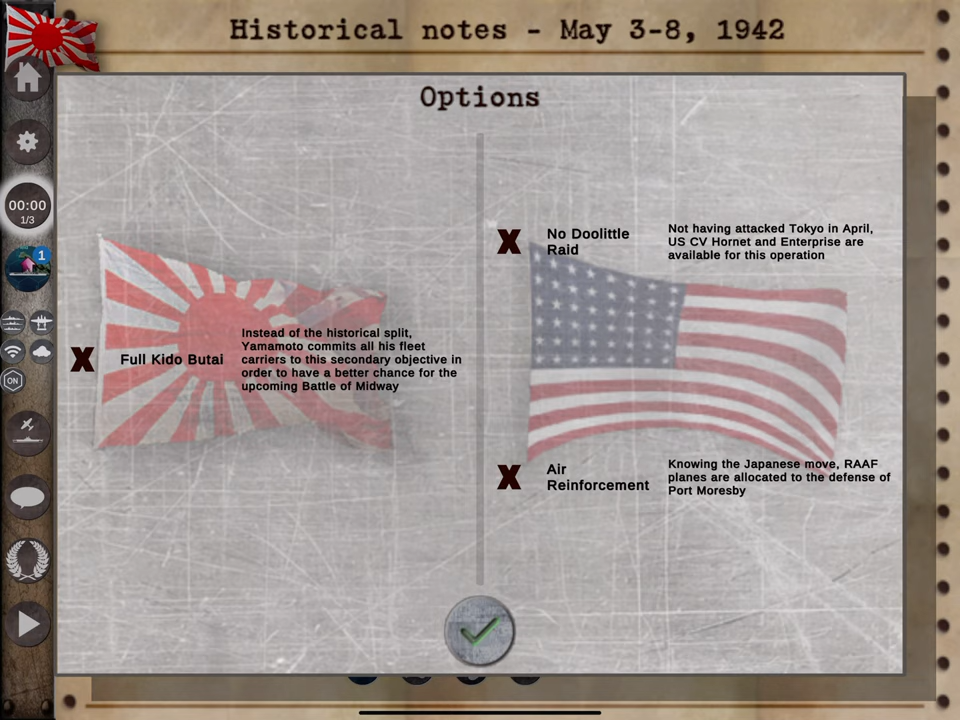 Historical notes - May 3-8, 1942
Options
00:00
1/3
1
ON
X
Full Kido Butai
Instead of the historical split,
Yamamoto commits all his fleet
carriers to this secondary objective in
order to have a better chance for the
upcoming Battle of Midway
X
No Doolittle
Raid
Not having attacked Tokyo in April,
US CV Hornet and Enterprise are
available for this operation
X
Air
Reinforcement
Knowing the Japanese move, RAAF
planes are allocated to the defense of
Port Moresby